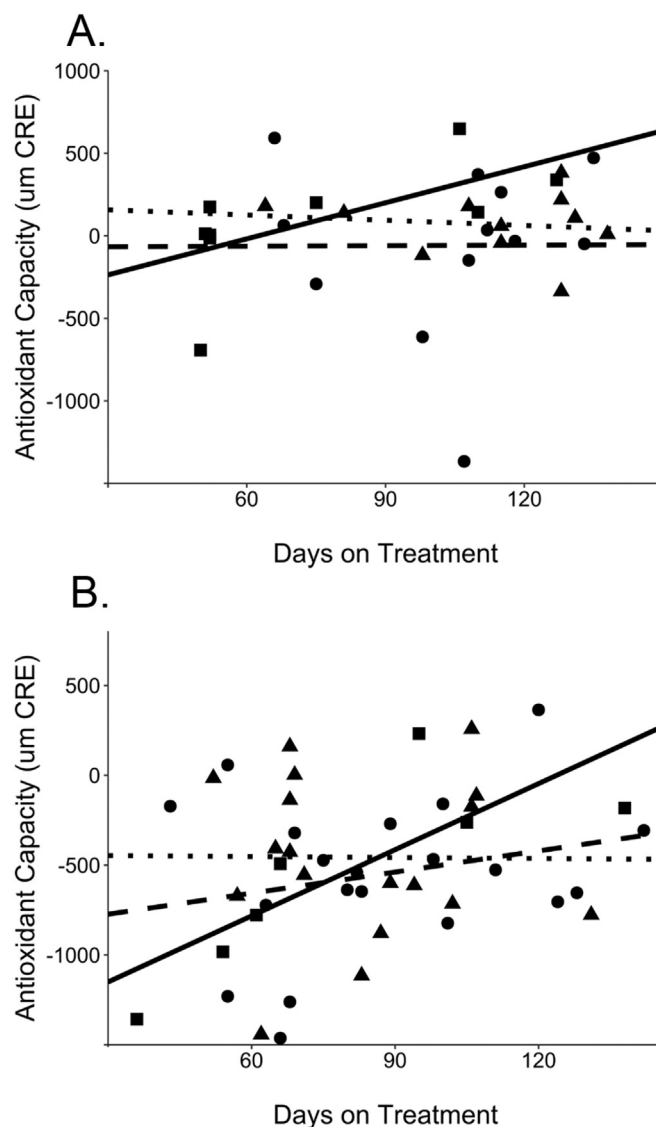 A.
Antioxidant Capacity (um CRE)
1000
500
0
-500
-1000
60 90 120
Days on Treatment
B.
Antioxidant Capacity (um CRE)
500
0
-500
-1000
60 90 120
Days on Treatment